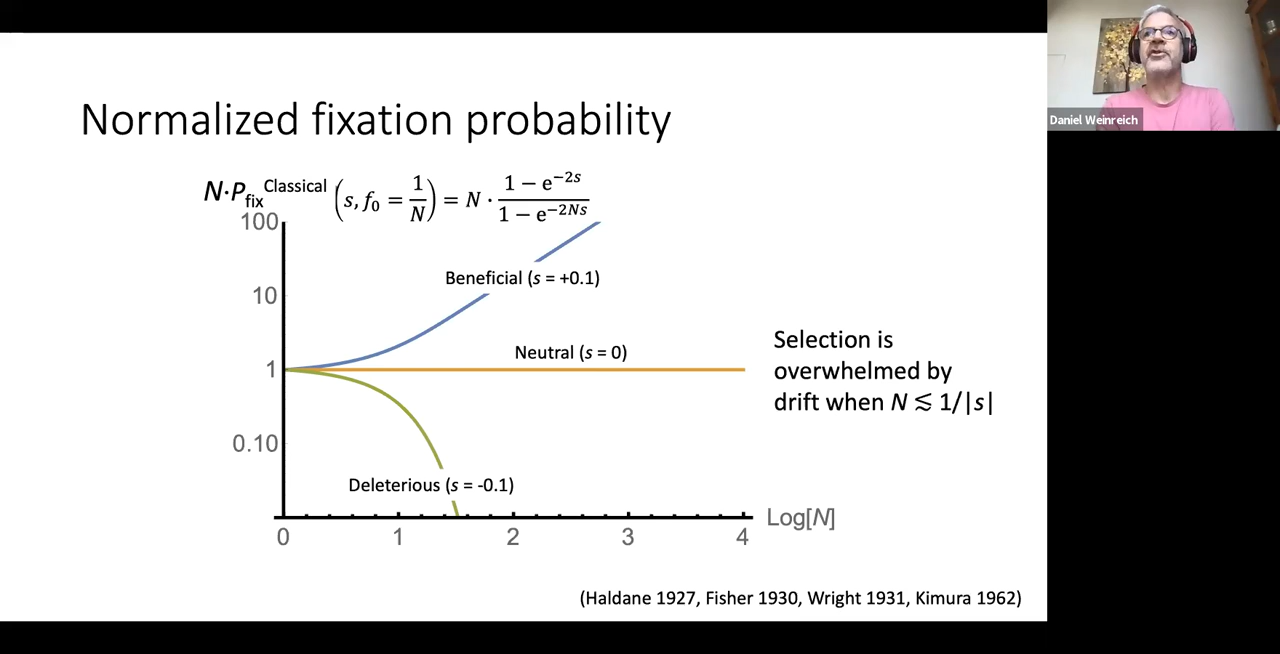 Daniel Weinreich
Normalized fixation probability
N·P_fix^Classical (s, f₀ = 1/N) = N · (1 − e^−2s)/(1 − e^−2Ns)
100
10
1
0.10
Beneficial (s = +0.1)
Neutral (s = 0)
Deleterious (s = -0.1)
0 1 2 3 4
Log[N]
Selection is
overwhelmed by
drift when N ≲ 1/|s|
(Haldane 1927, Fisher 1930, Wright 1931, Kimura 1962)